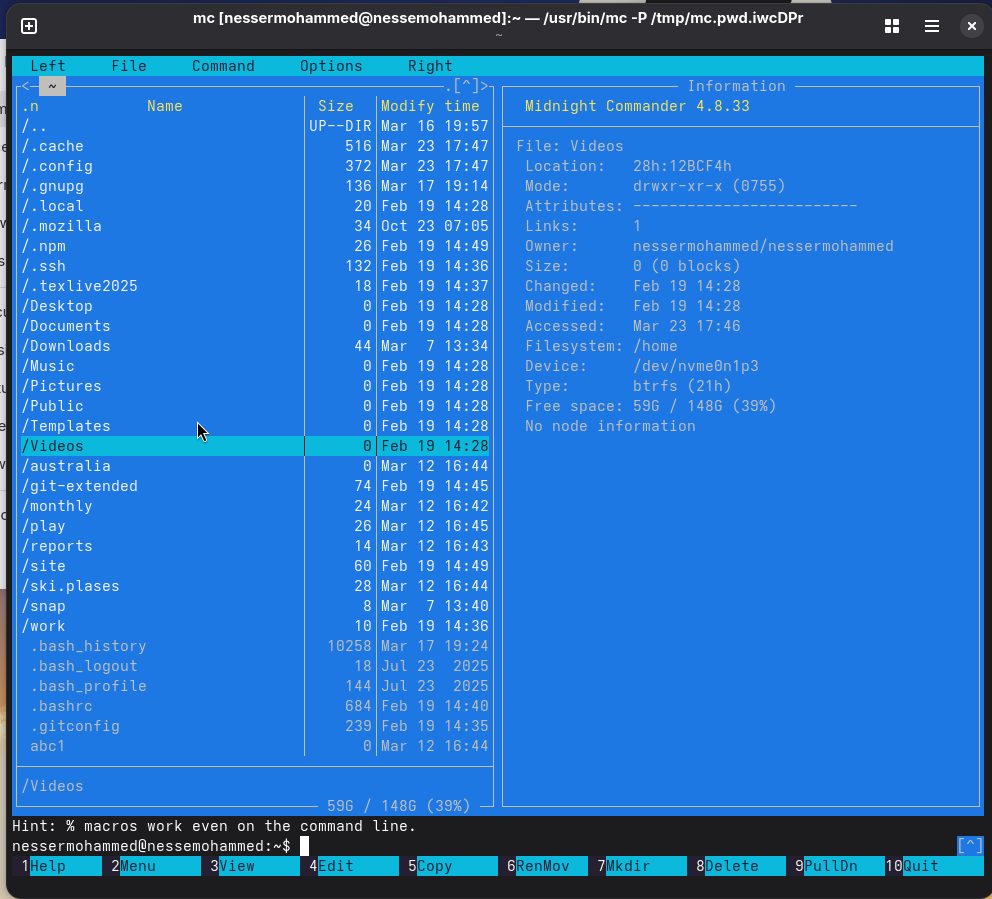 mc [nessermohammed@nessemohammed]:~ — /usr/bin/mc -P /tmp/mc.pwd.iwcDPr
~
Left File Command Options Right
<─ ~ .[^]>
.n Name Size Modify time
/.. UP--DIR Mar 16 19:57
/.cache 516 Mar 23 17:47
/.config 372 Mar 23 17:47
/.gnupg 136 Mar 17 19:14
/.local 20 Feb 19 14:28
/.mozilla 34 Oct 23 07:05
/.npm 26 Feb 19 14:49
/.ssh 132 Feb 19 14:36
/.texlive2025 18 Feb 19 14:37
/Desktop 0 Feb 19 14:28
/Documents 0 Feb 19 14:28
/Downloads 44 Mar 7 13:34
/Music 0 Feb 19 14:28
/Pictures 0 Feb 19 14:28
/Public 0 Feb 19 14:28
/Templates 0 Feb 19 14:28
/Videos 0 Feb 19 14:28
/australia 0 Mar 12 16:44
/git-extended 74 Feb 19 14:45
/monthly 24 Mar 12 16:42
/play 26 Mar 12 16:45
/reports 14 Mar 12 16:43
/site 60 Feb 19 14:49
/ski.plases 28 Mar 12 16:44
/snap 8 Mar 7 13:40
/work 10 Feb 19 14:36
.bash_history 10258 Mar 17 19:24
.bash_logout 18 Jul 23 2025
.bash_profile 144 Jul 23 2025
.bashrc 684 Feb 19 14:40
.gitconfig 239 Feb 19 14:35
abc1 0 Mar 12 16:44
/Videos
59G / 148G (39%)
Information
Midnight Commander 4.8.33
File: Videos
Location: 28h:12BCF4h
Mode: drwxr-xr-x (0755)
Attributes: -------------------------
Links: 1
Owner: nessermohammed/nessermohammed
Size: 0 (0 blocks)
Changed: Feb 19 14:28
Modified: Feb 19 14:28
Accessed: Mar 23 17:46
Filesystem: /home
Device: /dev/nvme0n1p3
Type: btrfs (21h)
Free space: 59G / 148G (39%)
No node information
Hint: % macros work even on the command line.
nessermohammed@nessemohammed:~$ [^]
1Help 2Menu 3View 4Edit 5Copy 6RenMov 7Mkdir 8Delete 9PullDn 10Quit